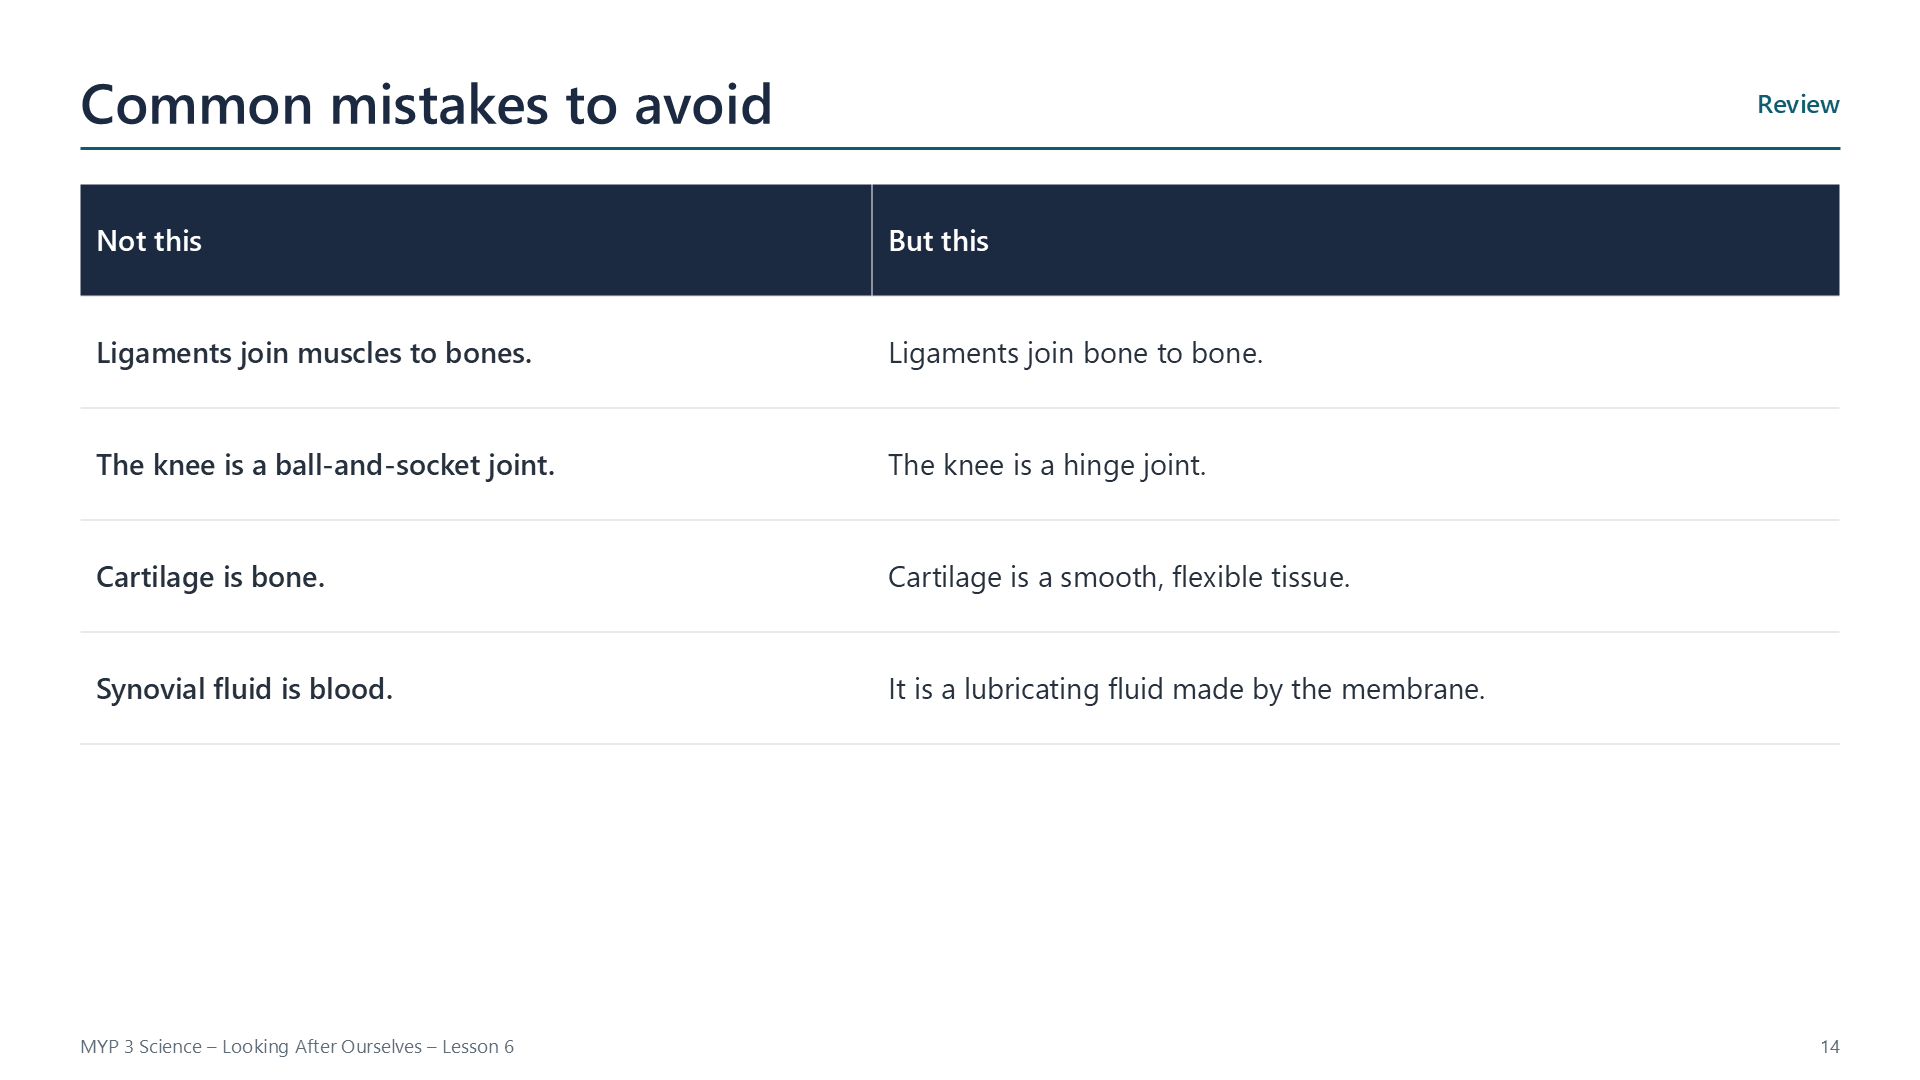 Common mistakes to avoid
Review
Not this
But this
Ligaments join muscles to bones.
Ligaments join bone to bone.
The knee is a ball-and-socket joint.
The knee is a hinge joint.
Cartilage is bone.
Cartilage is a smooth, flexible tissue.
Synovial fluid is blood.
It is a lubricating fluid made by the membrane.
MYP 3 Science – Looking After Ourselves – Lesson 6
14